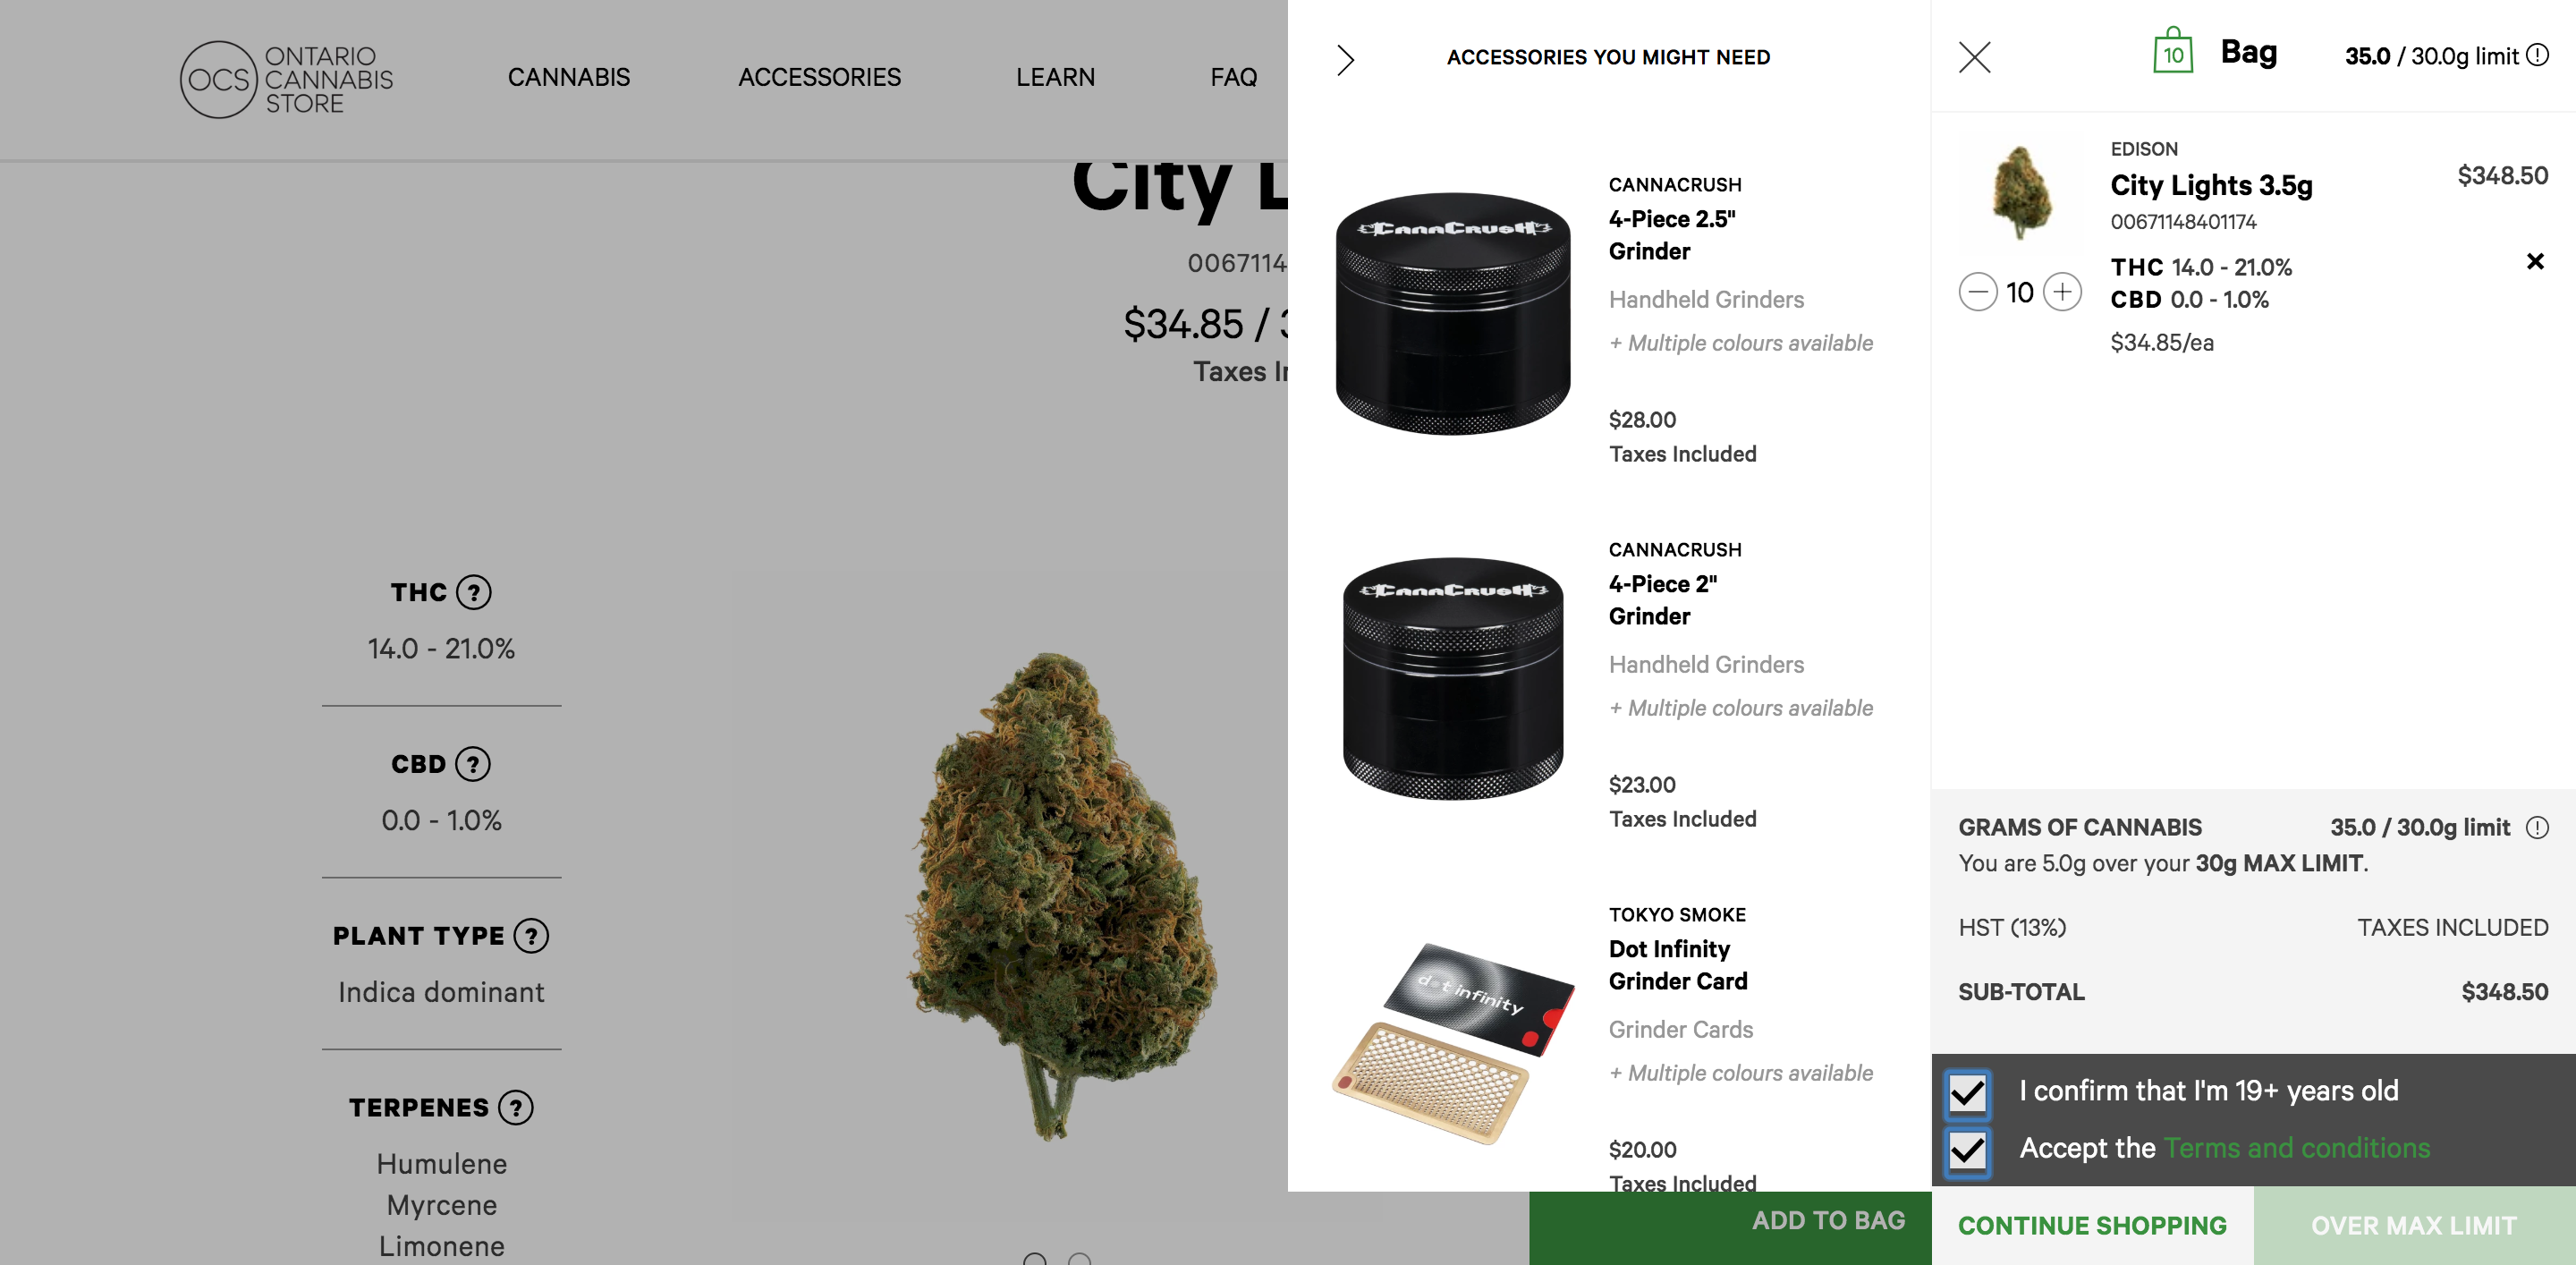 OCS
ONTARIO
CANNABIS
STORE
CANNABIS
ACCESSORIES
LEARN
FAQ
City L
0067114
$34.85 / 3
Taxes In
THC ?
14.0 - 21.0%
CBD ?
0.0 - 1.0%
PLANT TYPE ?
Indica dominant
TERPENES ?
Humulene
Myrcene
Limonene
ACCESSORIES YOU MIGHT NEED
CannaCrush
CANNACRUSH
4-Piece 2.5"
Grinder
Handheld Grinders
+ Multiple colours available
$28.00
Taxes Included
CannaCrush
CANNACRUSH
4-Piece 2"
Grinder
Handheld Grinders
+ Multiple colours available
$23.00
Taxes Included
dot infinity
TOKYO SMOKE
Dot Infinity
Grinder Card
Grinder Cards
+ Multiple colours available
$20.00
Taxes Included
ADD TO BAG
10
Bag
35.0 / 30.0g limit
EDISON
City Lights 3.5g
$348.50
00671148401174
THC 14.0 - 21.0%
CBD 0.0 - 1.0%
10
$34.85/ea
GRAMS OF CANNABIS 35.0 / 30.0g limit
You are 5.0g over your 30g MAX LIMIT.
HST (13%) TAXES INCLUDED
SUB-TOTAL $348.50
I confirm that I'm 19+ years old
Accept the Terms and conditions
CONTINUE SHOPPING
OVER MAX LIMIT